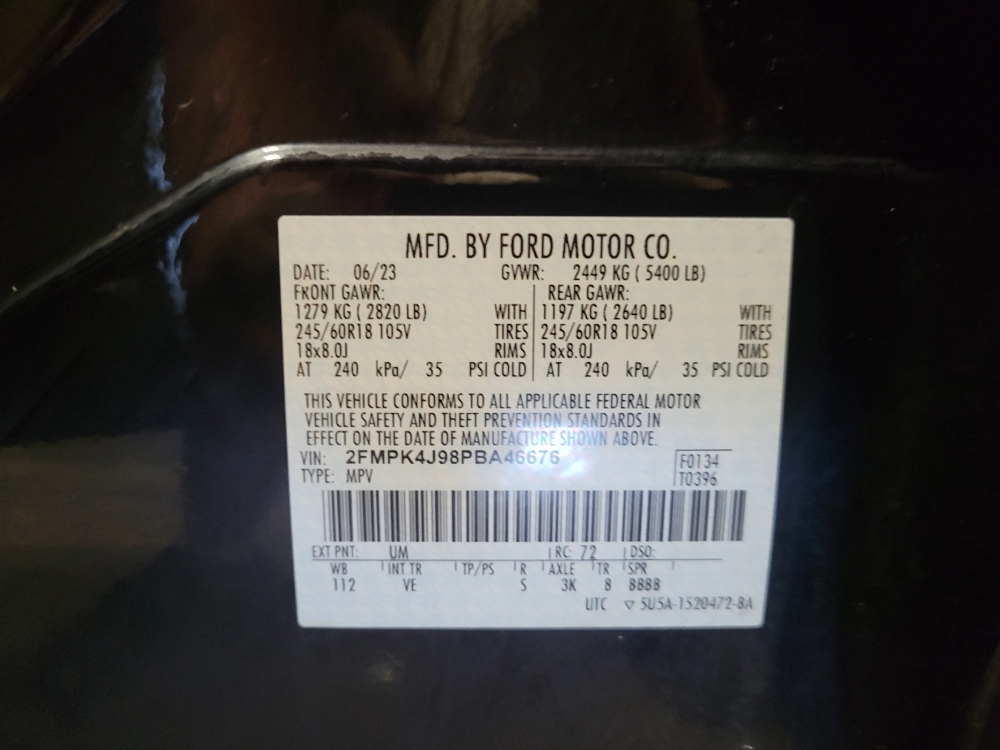 MFD. BY FORD MOTOR CO.
DATE: 06/23 GVWR: 2449 KG ( 5400 LB)
FRONT GAWR: REAR GAWR:
1279 KG ( 2820 LB) WITH 1197 KG ( 2640 LB) WITH
245/60R18 105V TIRES 245/60R18 105V TIRES
18x8.0J RIMS 18x8.0J RIMS
AT 240 kPa/ 35 PSI COLD AT 240 kPa/ 35 PSI COLD
THIS VEHICLE CONFORMS TO ALL APPLICABLE FEDERAL MOTOR
VEHICLE SAFETY AND THEFT PREVENTION STANDARDS IN
EFFECT ON THE DATE OF MANUFACTURE SHOWN ABOVE.
VIN: 2FMPK4J98PBA46676 F0134
TYPE: MPV T0396
EXT PNT: UM RC: 72 DSO:
WB INT TR TP/PS R AXLE TR SPR
112 VE S 3K 8 BBBB
UTC ▽ 5U5A-1520472-BA